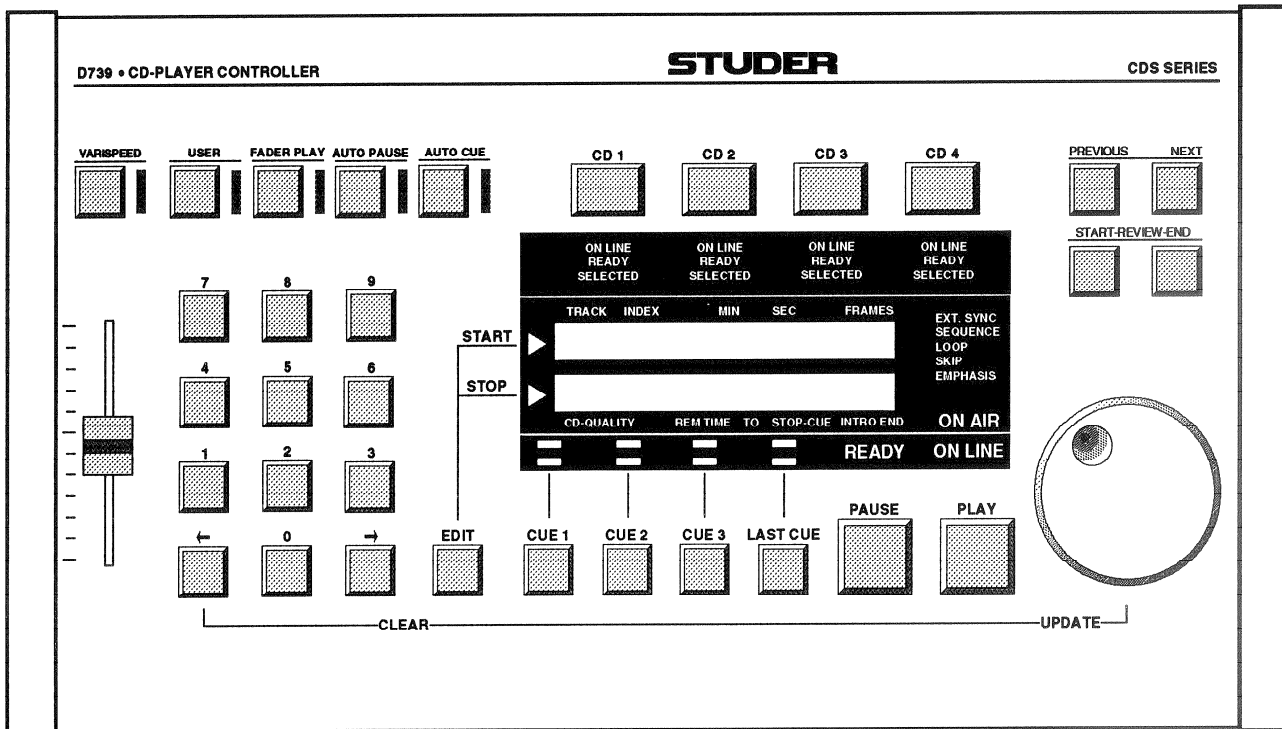 D739 • CD-PLAYER CONTROLLER
STUDER
CDS SERIES
VARISPEED
USER
FADER PLAY
AUTO PAUSE
AUTO CUE
CD 1
CD 2
CD 3
CD 4
PREVIOUS
NEXT
START-REVIEW-END
ON LINE
READY
SELECTED
ON LINE
READY
SELECTED
ON LINE
READY
SELECTED
ON LINE
READY
SELECTED
7
8
9
4
5
6
1
2
3
←
0
→
START
STOP
TRACK INDEX MIN SEC FRAMES
EXT. SYNC
SEQUENCE
LOOP
SKIP
EMPHASIS
CD-QUALITY REM TIME TO STOP-CUE INTRO END
ON AIR
READY ON LINE
EDIT
CUE 1
CUE 2
CUE 3
LAST CUE
PAUSE
PLAY
CLEAR
UPDATE